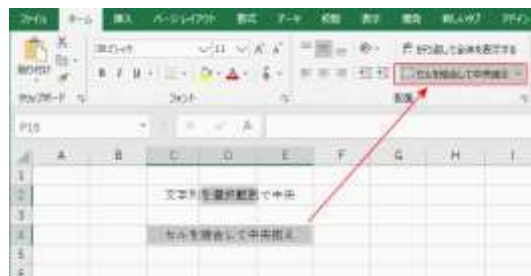 ファイル ホーム 挿入 ページレイアウト 数式 データ 校閲 表示 開発
11
B I U
折り返して全体を表示する
セルを結合して中央揃え
クリップボード フォント 配置
P16
A B C D E F G H I
1
2 文字列を選択範囲で中央
3
4 セルを結合して中央揃え
5
6